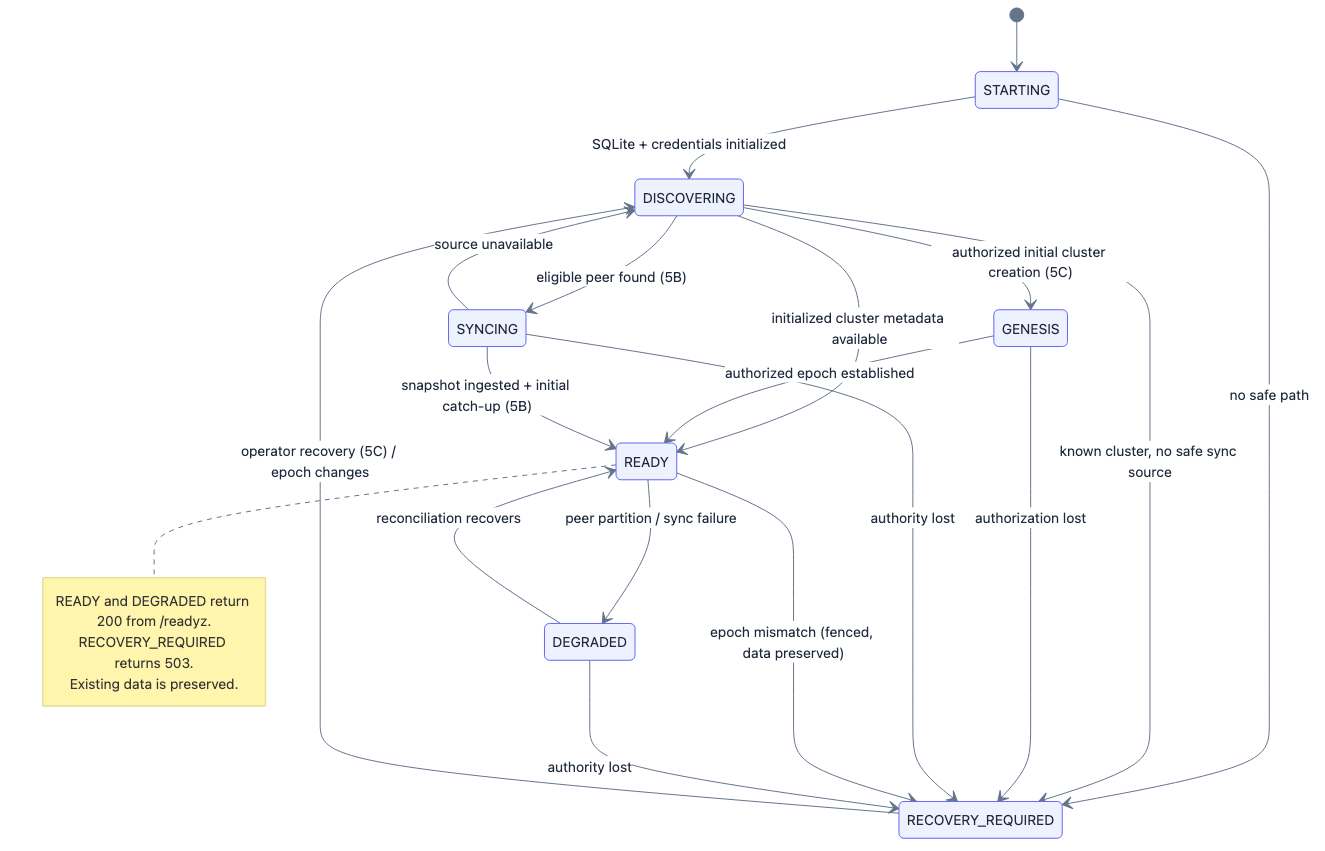 STARTING
SQLite + credentials initialized
DISCOVERING
source unavailable
authorized initial cluster
creation (5C)
eligible peer found (5B)
SYNCING
initialized cluster metadata
available
GENESIS
authorized epoch established
snapshot ingested + initial
catch-up (5B)
no safe path
operator recovery (5C) /
epoch changes
READY
known cluster, no safe sync
source
reconciliation recovers
peer partition / sync failure
authority lost
authorization lost
READY and DEGRADED return
200 from /readyz.
RECOVERY_REQUIRED
returns 503.
Existing data is preserved.
DEGRADED
epoch mismatch (fenced,
data preserved)
authority lost
RECOVERY_REQUIRED